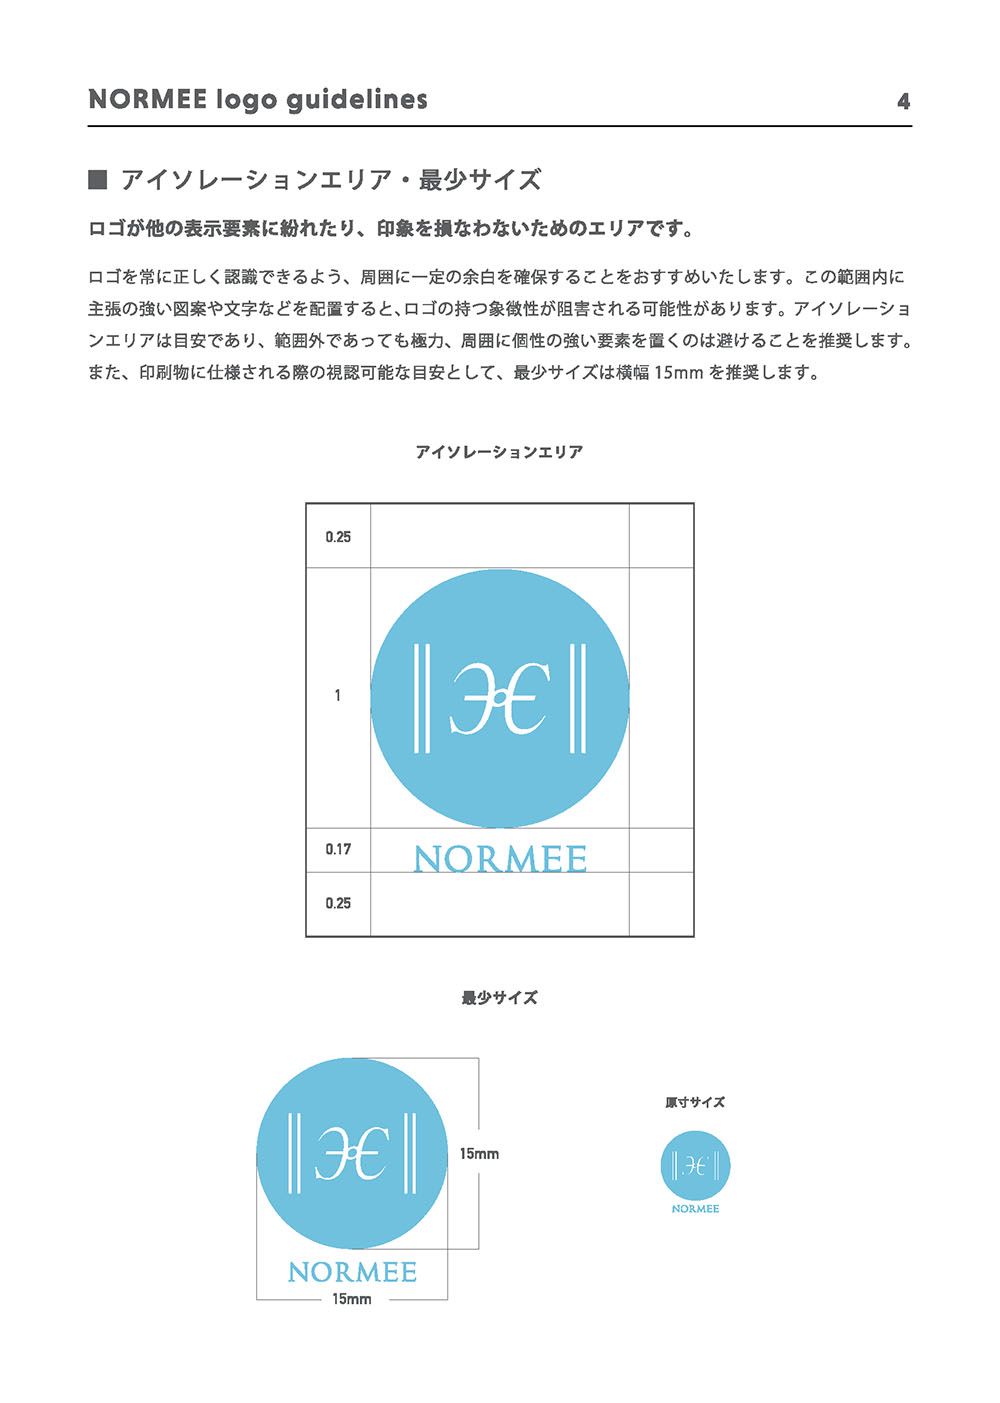 NORMEE logo guidelines 4
■ アイソレーションエリア・最少サイズ
ロゴが他の表示要素に紛れたり、印象を損なわないためのエリアです。
ロゴを常に正しく認識できるよう、周囲に一定の余白を確保することをおすすめいたします。この範囲内に
主張の強い図案や文字などを配置すると、ロゴの持つ象徴性が阻害される可能性があります。アイソレーショ
ンエリアは目安であり、範囲外であっても極力、周囲に個性の強い要素を置くのは避けることを推奨します。
また、印刷物に仕様される際の視認可能な目安として、最少サイズは横幅 15mm を推奨します。
アイソレーションエリア
0.25
1
0.17
NORMEE
0.25
最少サイズ
原寸サイズ
15mm
NORMEE
NORMEE
15mm